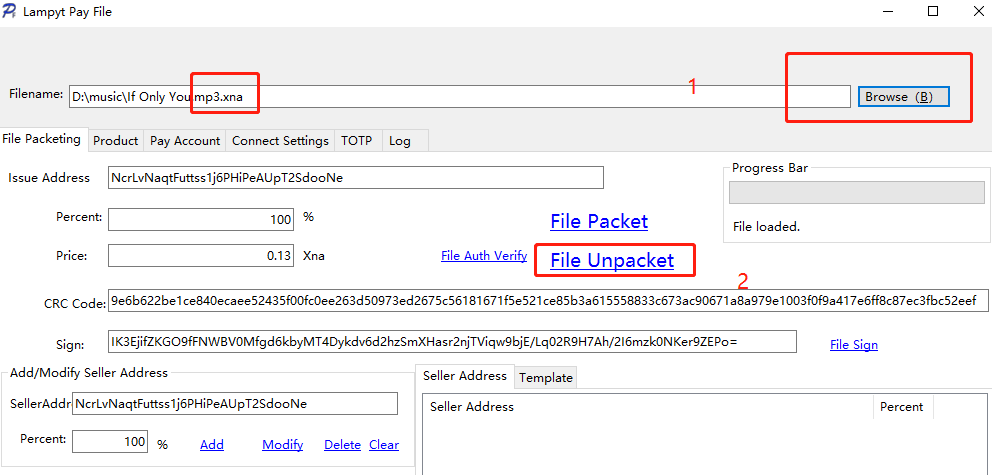 Lampyt Pay File
1
Filename: D:\music\If Only You.mp3.xna Browse (B)
File Packeting Product Pay Account Connect Settings TOTP Log
Issue Address NcrLvNaqtFuttss1j6PHiPeAUpT2SdooNe
Progress Bar
Percent: 100 %
File Packet
File loaded.
Price: 0.13 Xna
File Auth Verify
File Unpacket
2
CRC Code: 9e6b622be1ce840ecaee52435f00fc0ee263d50973ed2675c56181671f5e521ce85b3a615558833c673ac90671a8a979e1003f0f9a417e6ff8c87ec3fbc52eef
Sign: IK3EjifZKGO9fFNWBV0Mfgd6kbyMT4Dykdv6d2hzSmXHasr2njTViqw9bjE/Lq02R9H7Ah/2I6mzk0NKer9ZEPo=
File Sign
Add/Modify Seller Address
Seller Address Template
SellerAddr NcrLvNaqtFuttss1j6PHiPeAUpT2SdooNe
Seller Address Percent
Percent: 100 % Add Modify Delete Clear